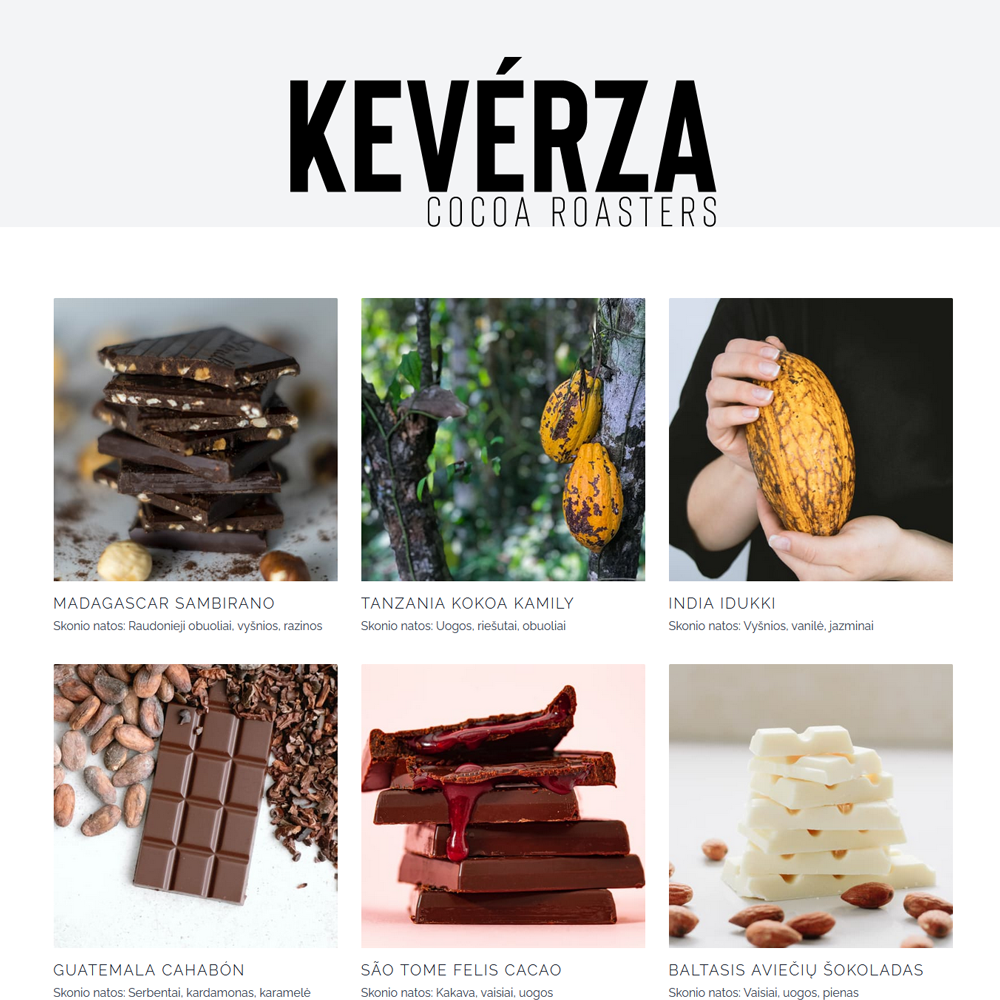 KEVÉRZA
COCOA ROASTERS
MADAGASCAR SAMBIRANO
TANZANIA KOKOA KAMILY
INDIA IDUKKI
Skonio natos: Raudonieji obuoliai, vyšnios, razinos
Skonio natos: Uogos, riešutai, obuoliai
Skonio natos: Vyšnios, vanilė, jazminai
GUATEMALA CAHABÓN
SÃO TOME FELIS CACAO
BALTASIS AVIEČIŲ ŠOKOLADAS
Skonio natos: Serbentai, kardamonas, karamelė
Skonio natos: Kakava, vaisiai, uogos
Skonio natos: Vaisiai, uogos, pienas